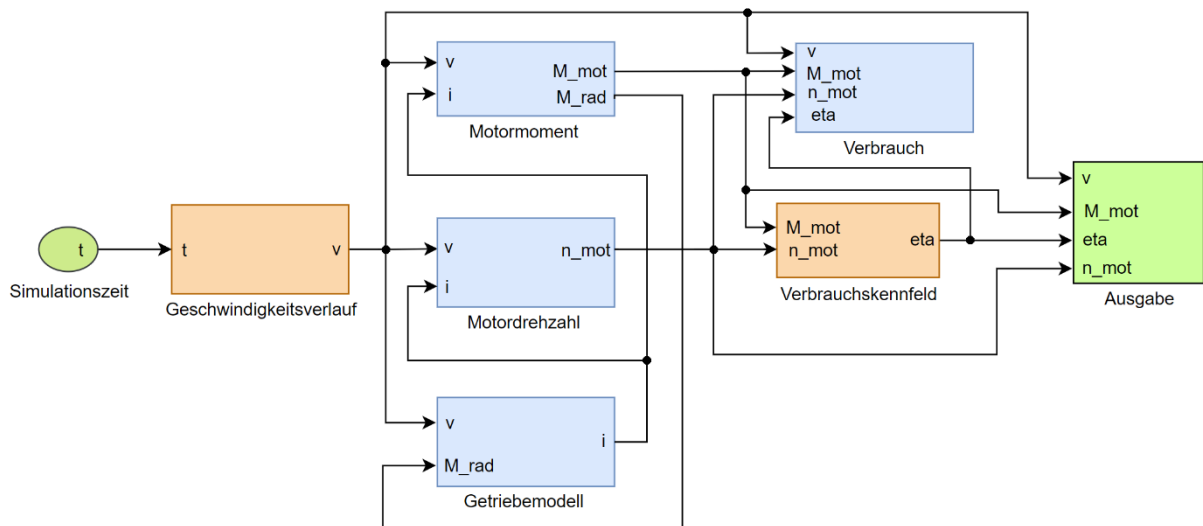 t
Simulationszeit
t
v
Geschwindigkeitsverlauf
v
i
M_mot
M_rad
Motormoment
v
i
n_mot
Motordrehzahl
v
M_rad
i
Getriebemodell
v
M_mot
n_mot
eta
Verbrauch
M_mot
n_mot
eta
Verbrauchskennfeld
v
M_mot
eta
n_mot
Ausgabe